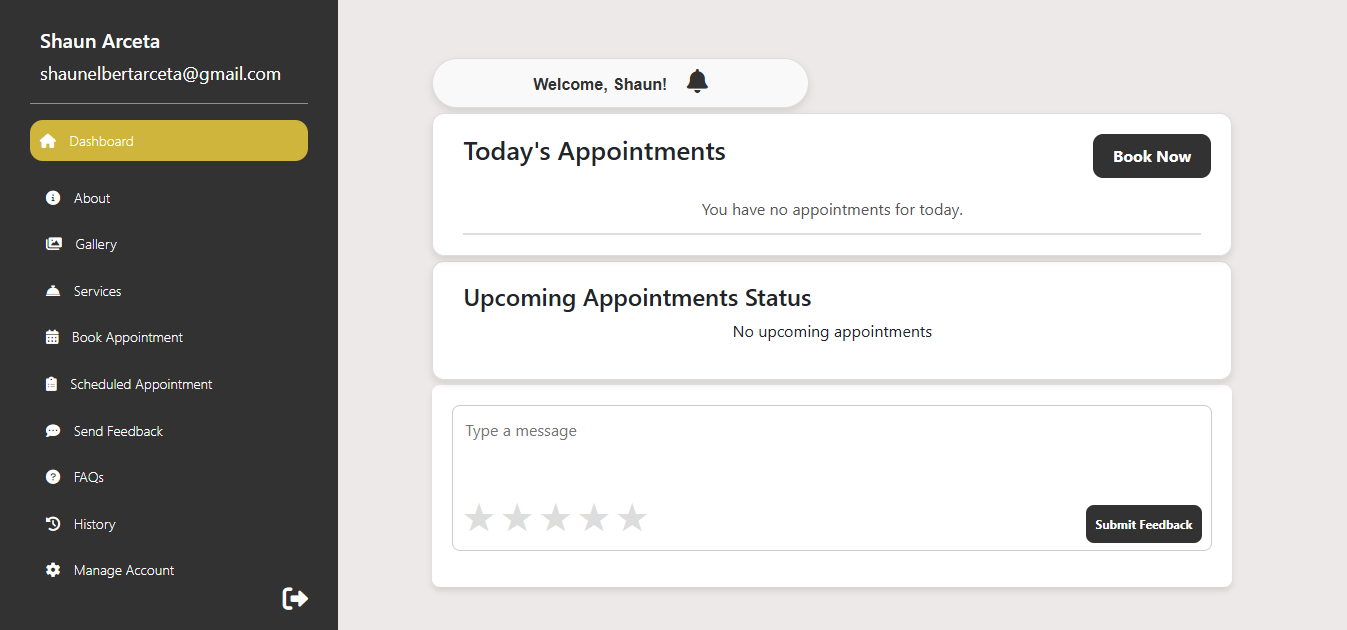 Shaun Arceta
shaunelbertarceta@gmail.com
Dashboard
About
Gallery
Services
Book Appointment
Scheduled Appointment
Send Feedback
FAQs
History
Manage Account
Welcome, Shaun!
Today's Appointments
Book Now
You have no appointments for today.
Upcoming Appointments Status
No upcoming appointments
Type a message
Submit Feedback